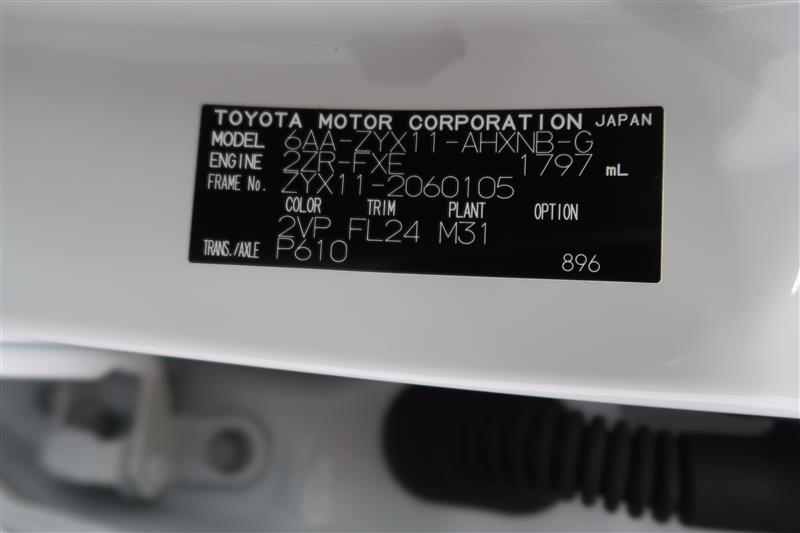 TOYOTA MOTOR CORPORATION JAPAN
MODEL 6AA-ZYX11-AHXNB-G
ENGINE 2ZR-FXE 1797 mL
FRAME No. ZYX11-2060105
COLOR TRIM PLANT OPTION
2VP FL24 M31
TRANS./AXLE P610 896